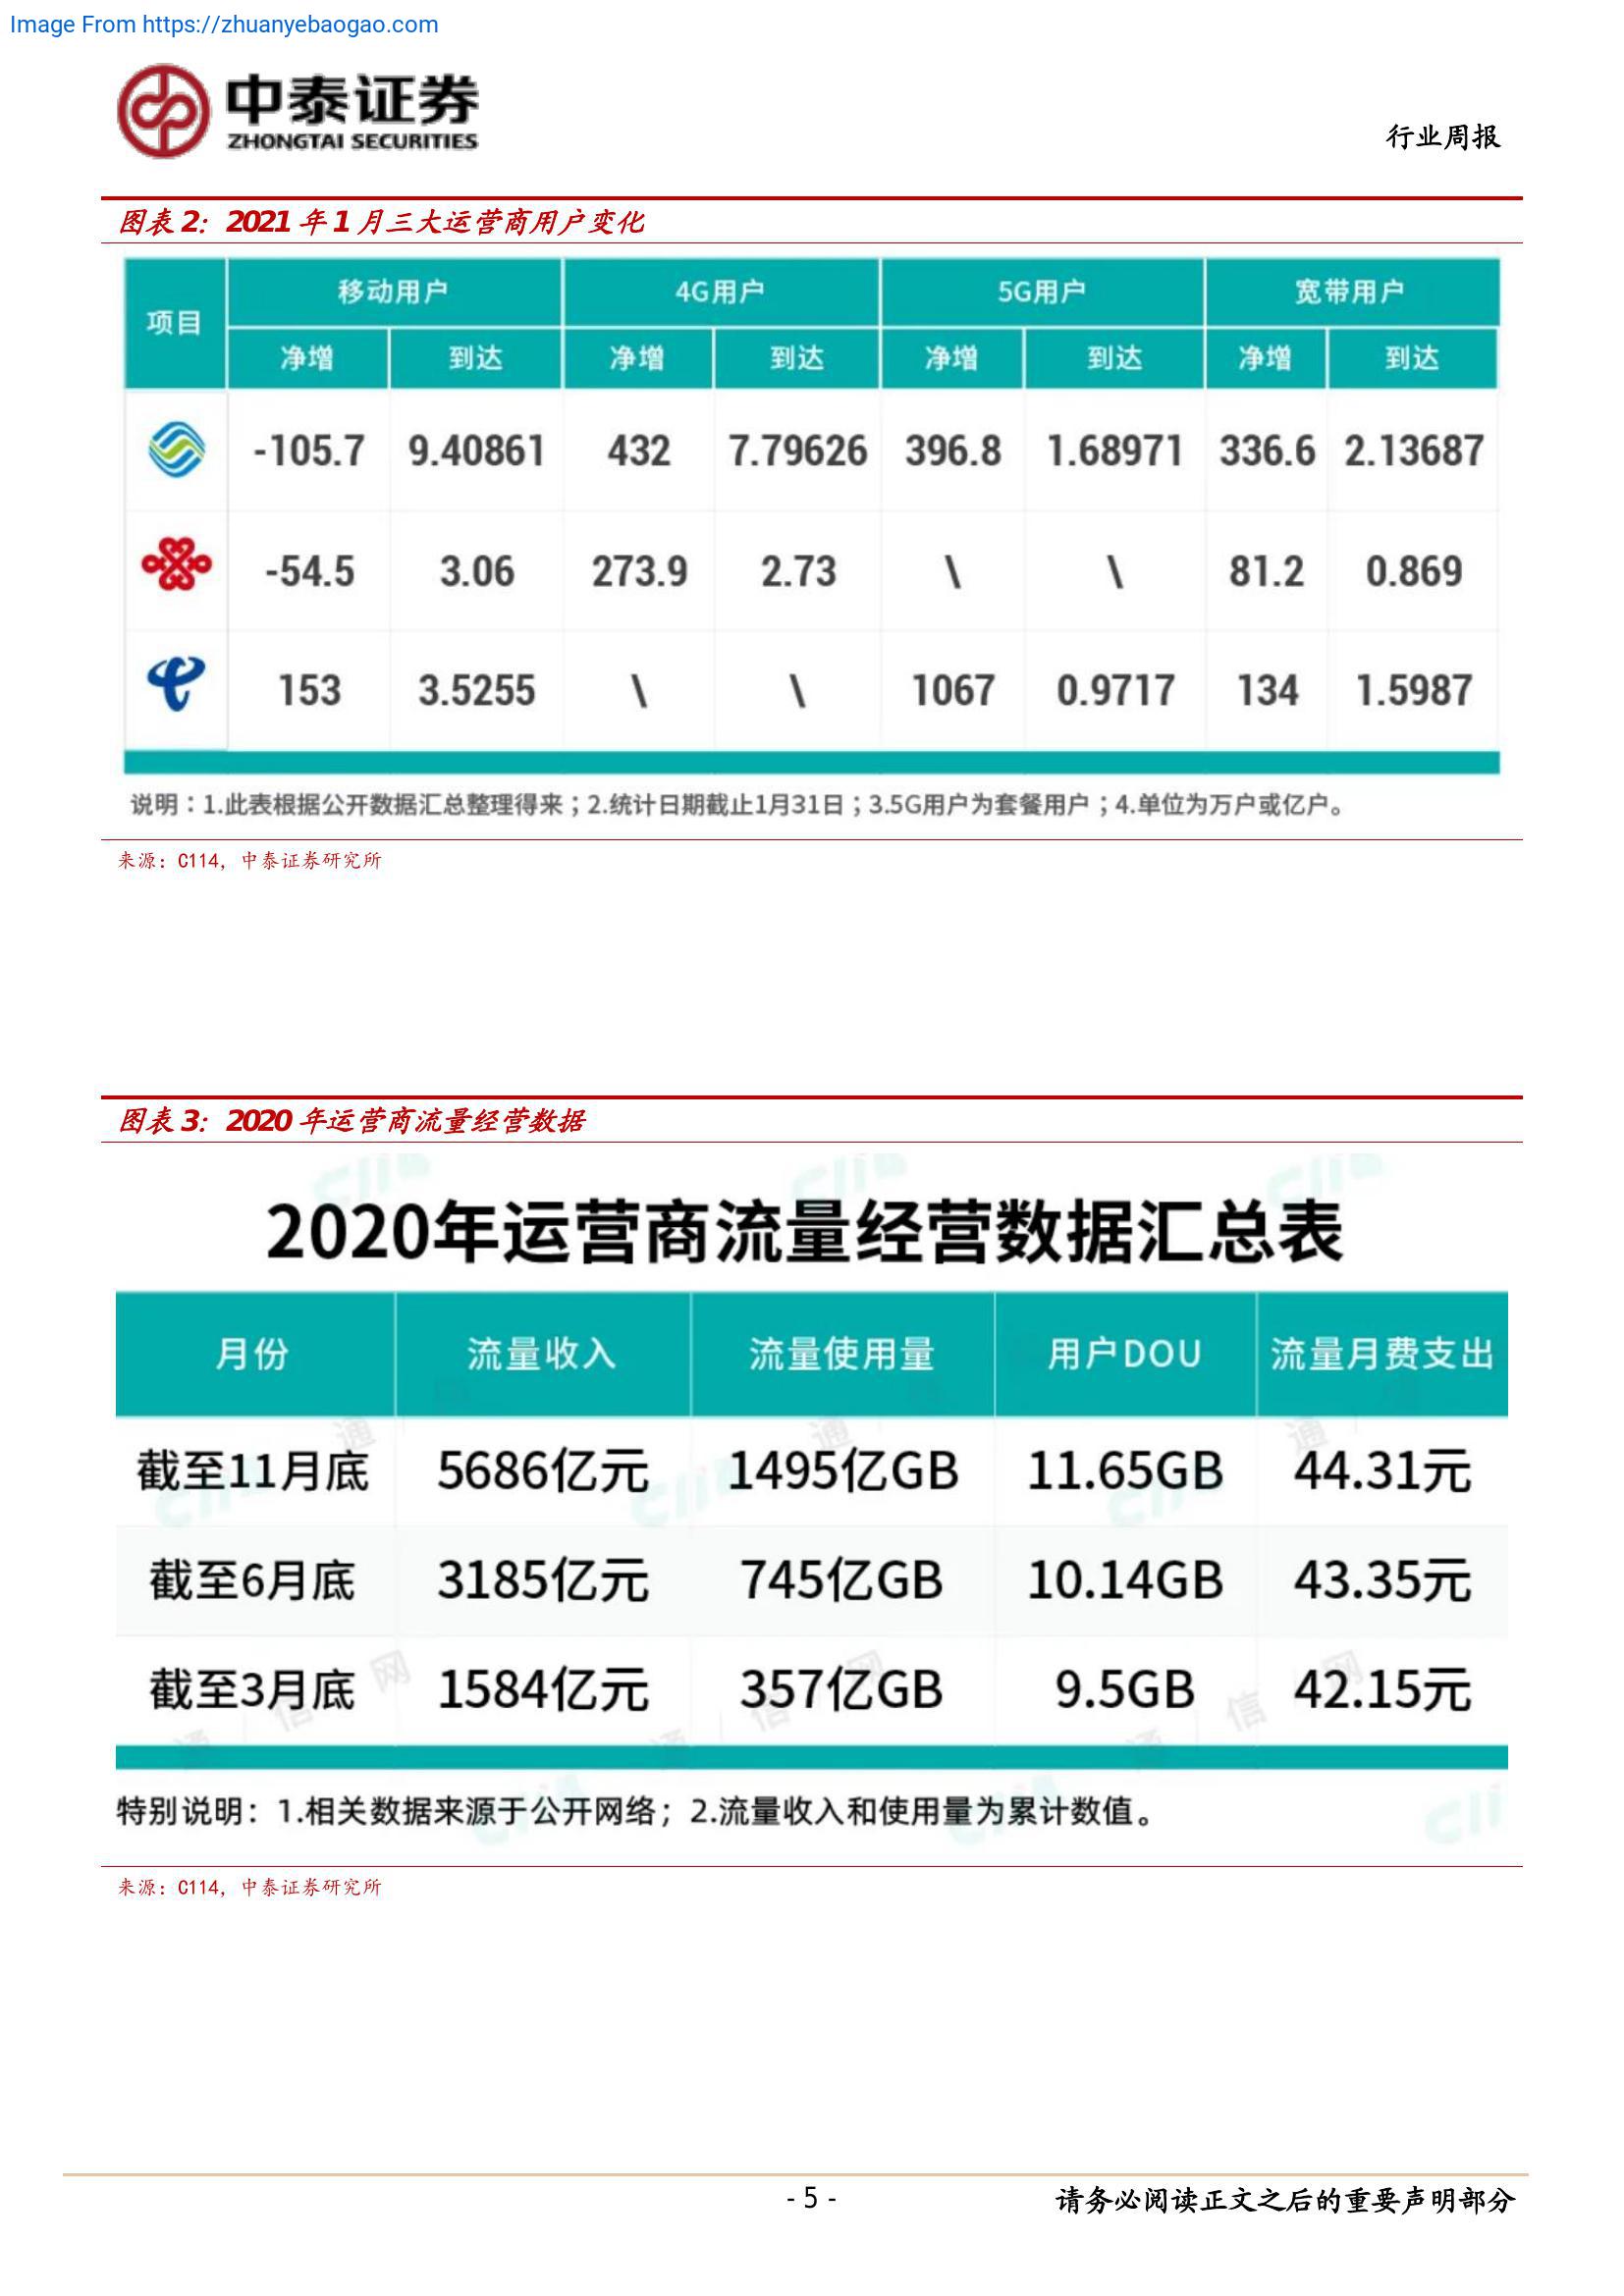 Image From https://zhuanyebaogao.com
中泰证券
ZHONGTAI SECURITIES
行业周报
图表 2：2021 年 1 月三大运营商用户变化
项目 移动用户 4G用户 5G用户 宽带用户
净增 到达 净增 到达 净增 到达 净增 到达
-105.7 9.40861 432 7.79626 396.8 1.68971 336.6 2.13687
-54.5 3.06 273.9 2.73 \ \ 81.2 0.869
153 3.5255 \ \ 1067 0.9717 134 1.5987
说明：1.此表根据公开数据汇总整理得来；2.统计日期截止1月31日；3.5G用户为套餐用户；4.单位为万户或亿户。
来源：C114，中泰证券研究所
图表 3：2020 年运营商流量经营数据
2020年运营商流量经营数据汇总表
月份 流量收入 流量使用量 用户DOU 流量月费支出
截至11月底 5686亿元 1495亿GB 11.65GB 44.31元
截至6月底 3185亿元 745亿GB 10.14GB 43.35元
截至3月底 1584亿元 357亿GB 9.5GB 42.15元
特别说明：1.相关数据来源于公开网络；2.流量收入和使用量为累计数值。
来源：C114，中泰证券研究所
- 5 -
请务必阅读正文之后的重要声明部分